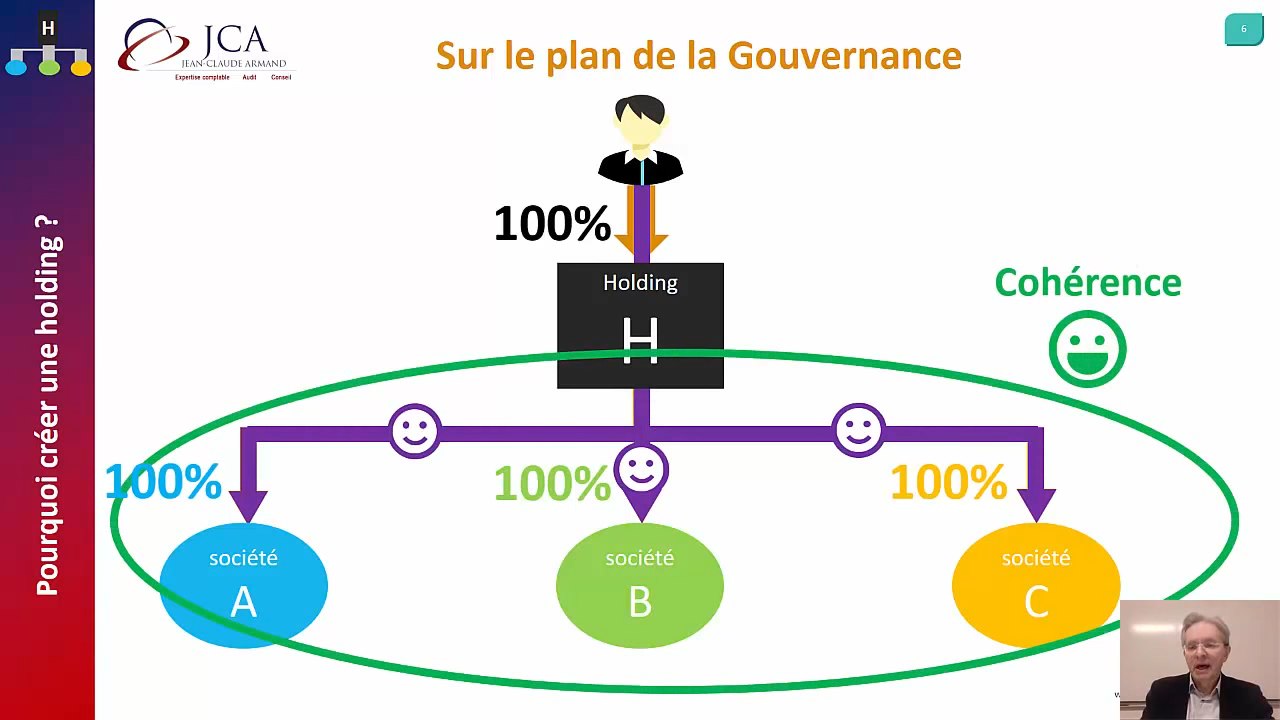 H
JCA
JEAN-CLAUDE ARMAND
Expertise comptable Audit Conseil
Sur le plan de la Gouvernance
6
Pourquoi créer une holding ?
100%
Holding
H
Cohérence
100%
100%
100%
société
A
société
B
société
C